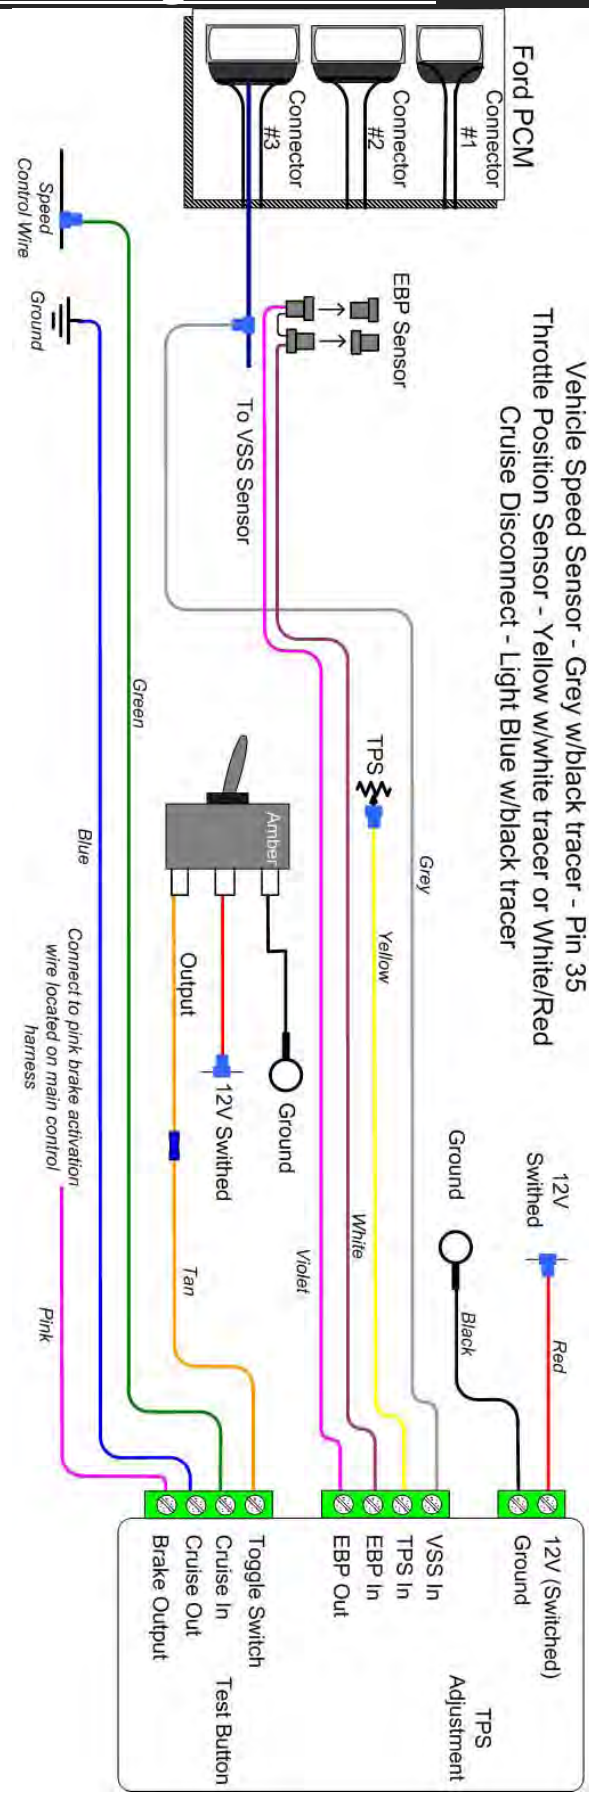 Ford PCM
Connector
#1
Connector
#2
Connector
#3
Vehicle Speed Sensor - Grey w/black tracer - Pin 35
Throttle Position Sensor - Yellow w/white tracer or White/Red
Cruise Disconnect - Light Blue w/black tracer
EBP Sensor
To VSS Sensor
Speed
Control Wire
Ground
TPS
Amber
Green
Blue
Grey
Yellow
Output
12V Swithed
Ground
12V
Swithed
Ground
Connect to pink brake activation
wire located on main control
harness
Red
Black
White
Violet
Tan
Pink
12V (Switched)
Ground
VSS In
TPS In
EBP In
EBP Out
Toggle Switch
Cruise In
Cruise Out
Brake Output
TPS
Adjustment
Test Button